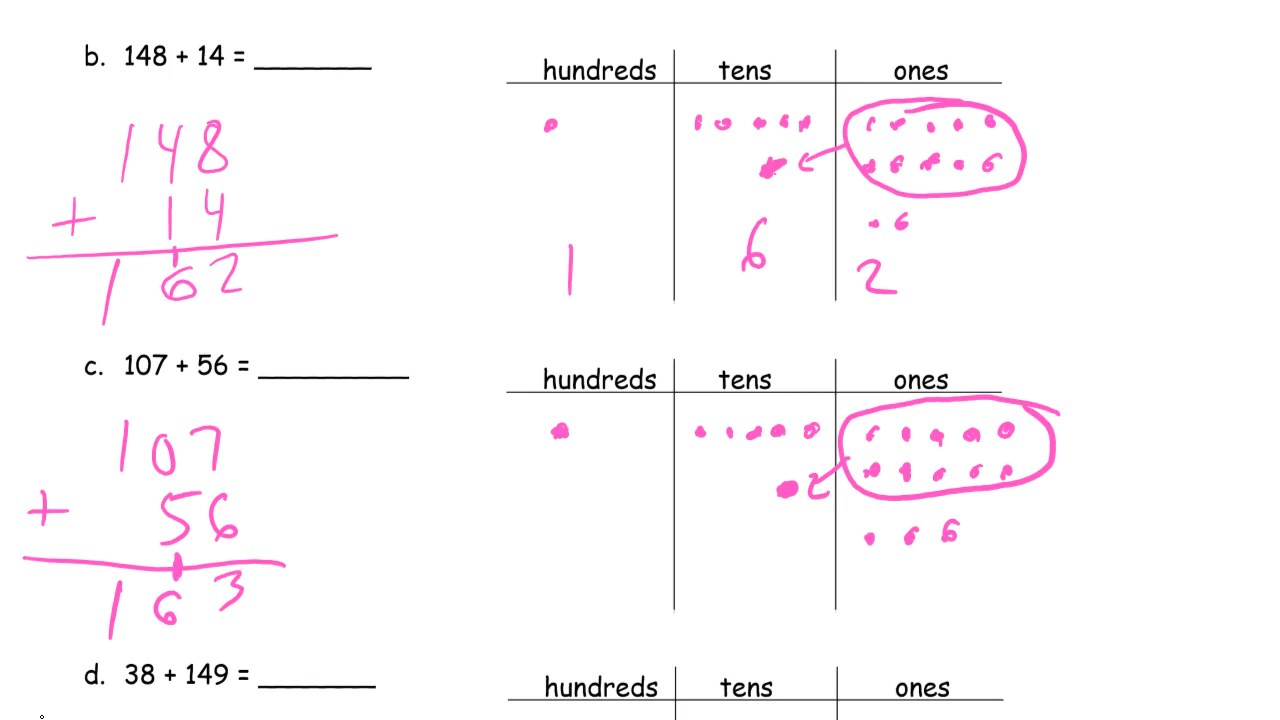 b. 148 + 14 = ________
hundreds tens ones
148
+ 14
162
1 6 2
c. 107 + 56 = __________
hundreds tens ones
107
+ 56
163
d. 38 + 149 = ________
hundreds tens ones